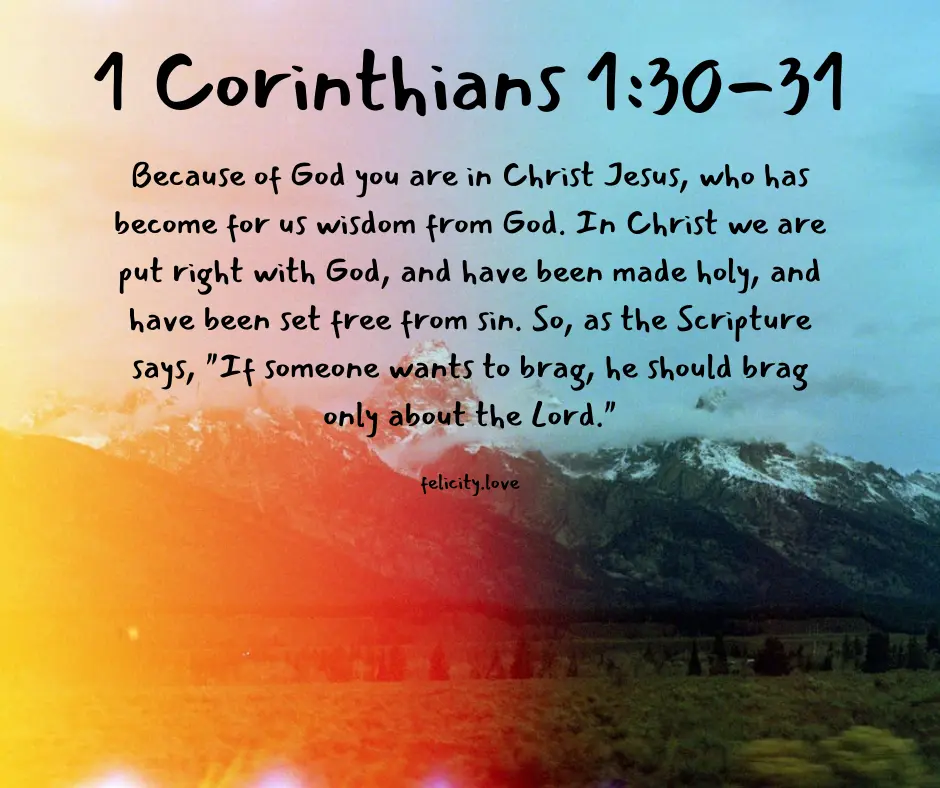 1 Corinthians 1:30-31
Because of God you are in Christ Jesus, who has
become for us wisdom from God. In Christ we are
put right with God, and have been made holy, and
have been set free from sin. So, as the Scripture
says, "If someone wants to brag, he should brag
only about the Lord."
felicity.love